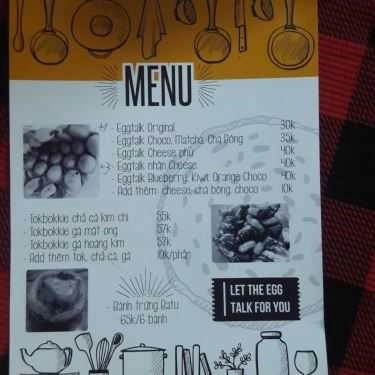 MENU
- Eggtalk Original 30k
- Eggtalk Choco, Matcha, Chà Bông 35k
- Eggtalk Cheese phủ 40k
- Eggtalk nhân Cheese 40k
- Eggtalk Blueberry, Kiwi, Orange Choco 40k
- Add thêm: cheese, chà bông, choco 10k
- Tokbokkie chả cá kim chi 55k
- Tokbokkie gà mật ong 57k
- Tokbokkie gà hoàng kim 57k
- Add thêm tok, chả cá, gà 10k/phần
LET THE EGG
TALK FOR YOU
- Bánh trứng Batu
65k/6 bánh